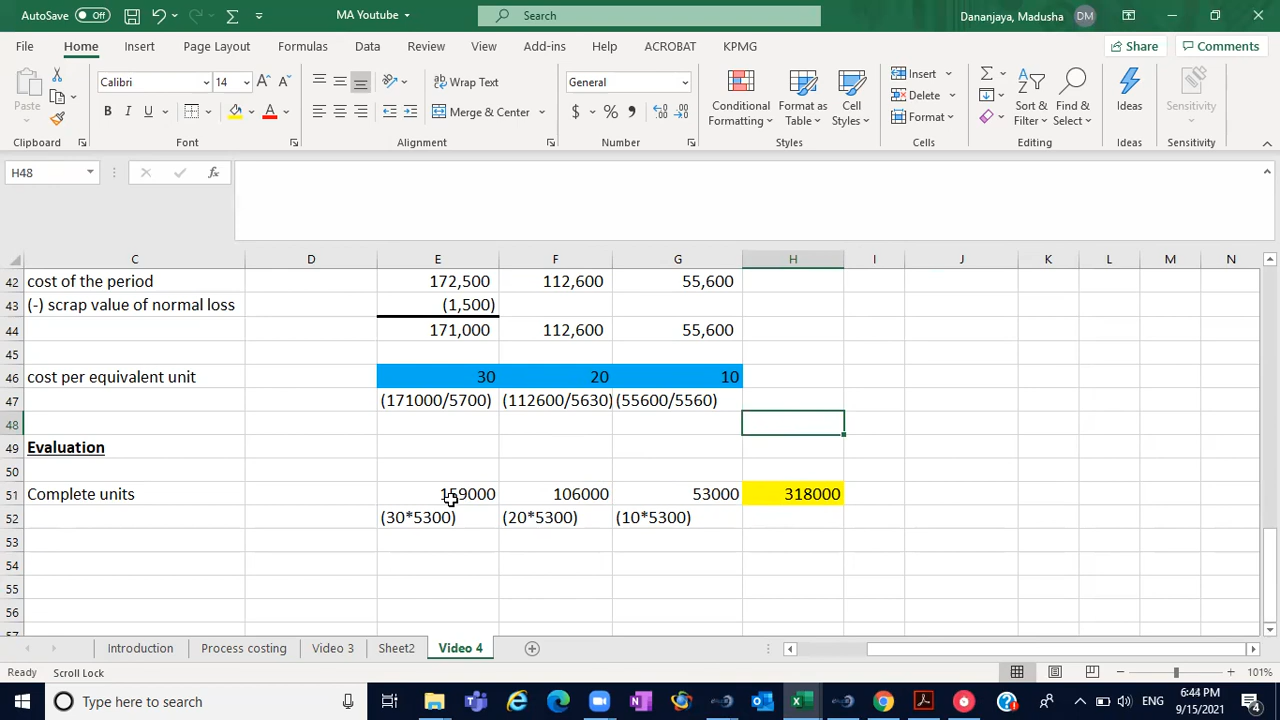 AutoSave Off MA Youtube Search Dananjaya, Madusha DM
File Home Insert Page Layout Formulas Data Review View Add-ins Help ACROBAT KPMG Share Comments
Paste Calibri 14 Wrap Text General Conditional Formatting Format as Table Cell Styles Insert Sort & Filter Find & Select Ideas Sensitivity
B I U Merge & Center $ % Delete
Format
Clipboard Font Alignment Number Styles Cells Editing Ideas Sensitivity
H48 fx
C D E F G H I J K L M N
42 cost of the period 172,500 112,600 55,600
43 (-) scrap value of normal loss (1,500)
44 171,000 112,600 55,600
45
46 cost per equivalent unit 30 20 10
47 (171000/5700) (112600/5630) (55600/5560)
48
49 Evaluation
50
51 Complete units 159000 106000 53000 318000
52 (30*5300) (20*5300) (10*5300)
53
54
55
56
57
Introduction Process costing Video 3 Sheet2 Video 4
Ready Scroll Lock 101%
Type here to search ENG 6:44 PM
9/15/2021 4